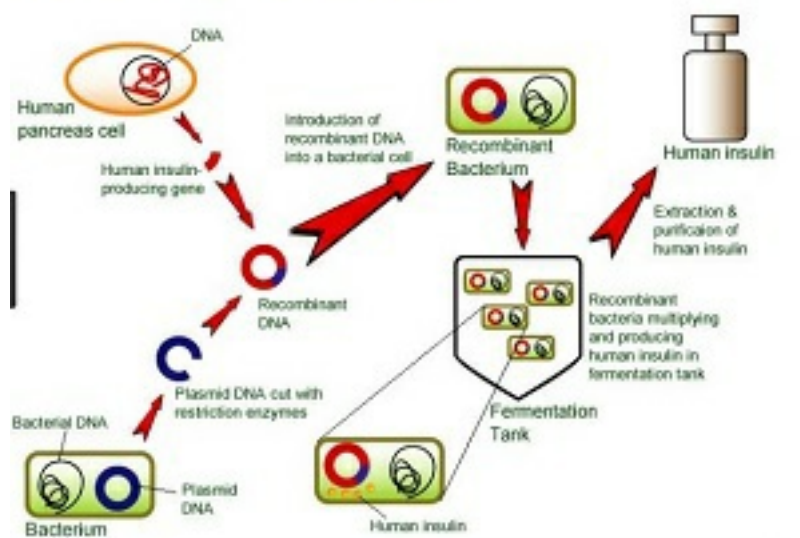 DNA
Human
pancreas cell
Human insulin-
producing gene
Introduction of
recombinant DNA
into a bacterial cell
Recombinant
Bacterium
Human insulin
Extraction &
purificaion of
human insulin
Recombinant
DNA
Plasmid DNA cut with
restriction enzymes
Recombinant
bacteria multiplying
and producing
human insulin in
fermentation tank
Fermentation
Tank
Bacterial DNA
Plasmid
DNA
Bacterium
Human insulin